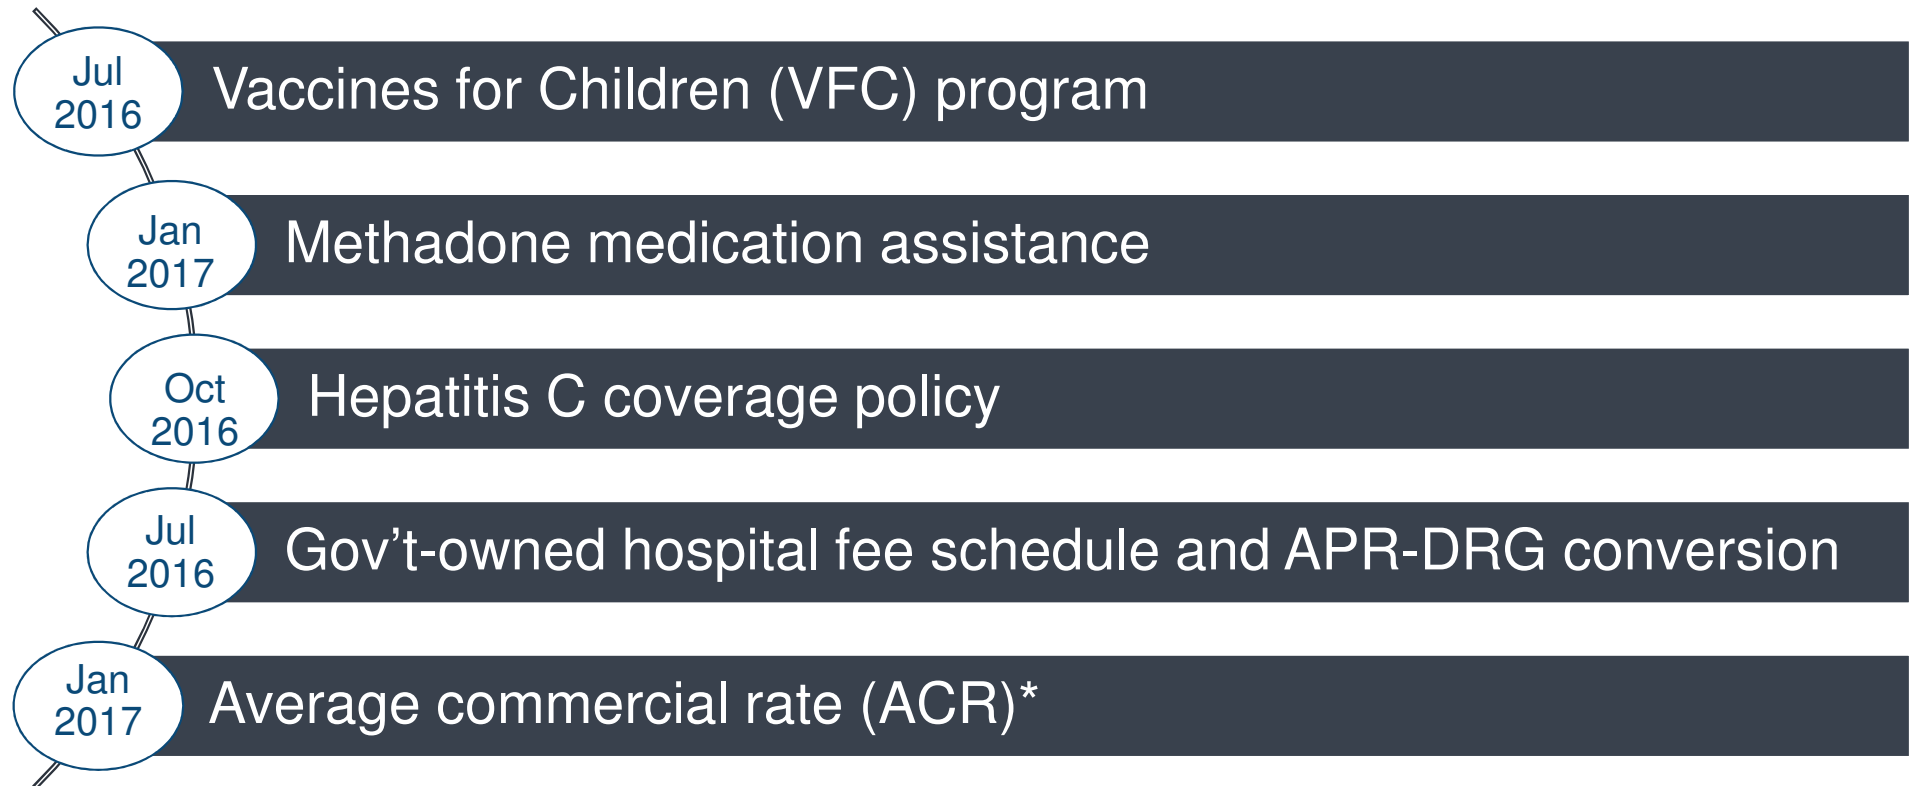 Jul
2016
Vaccines for Children (VFC) program
Jan
2017
Methadone medication assistance
Oct
2016
Hepatitis C coverage policy
Jul
2016
Gov’t-owned hospital fee schedule and APR-DRG conversion
Jan
2017
Average commercial rate (ACR)*